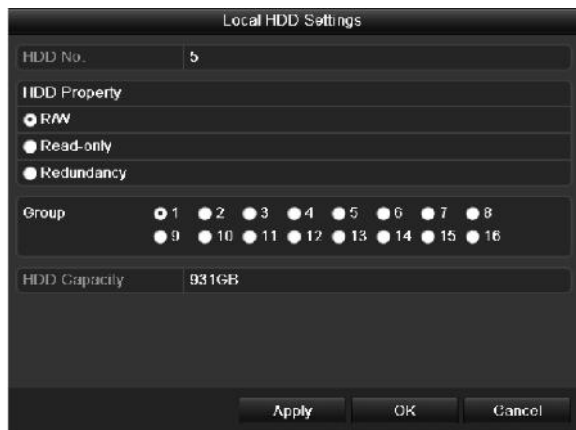 Local HDD Settings
HDD No. 5
HDD Property
R/W
Read-only
Redundancy
Group 1 2 3 4 5 6 7 8
9 10 11 12 13 14 15 16
HDD Capacity 931GB
Apply OK Cancel